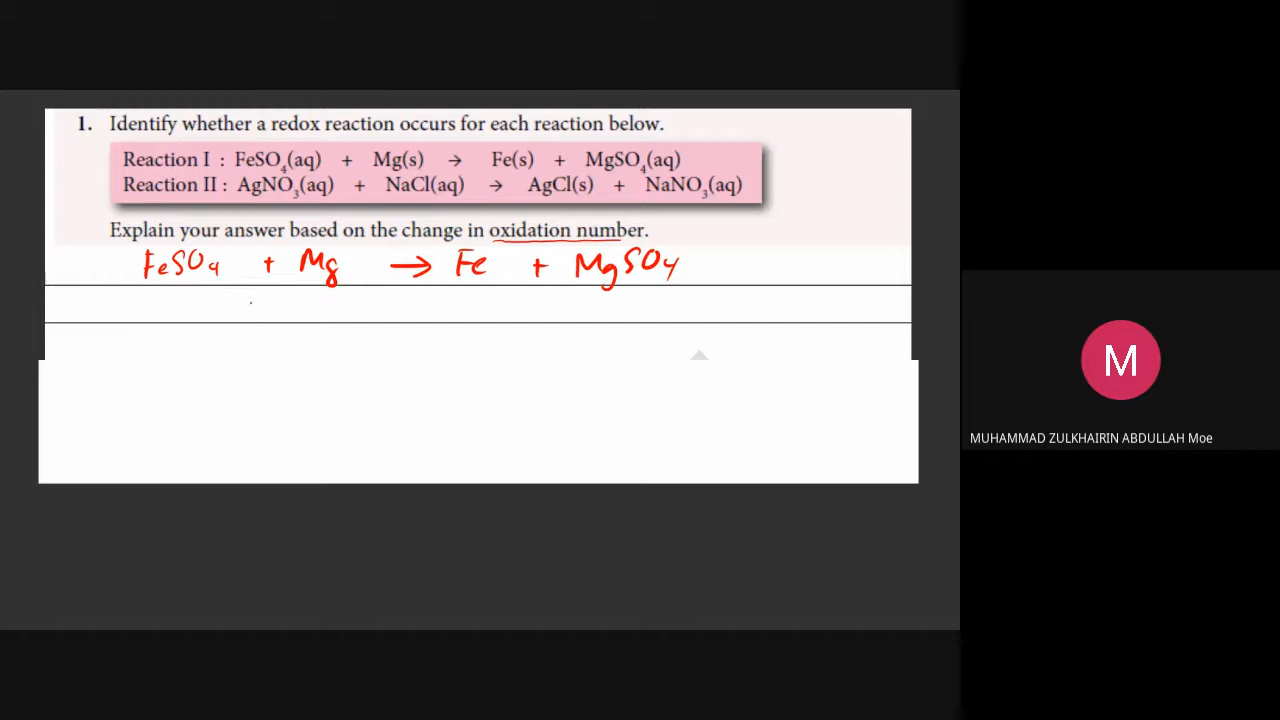 1. Identify whether a redox reaction occurs for each reaction below.
Reaction I : FeSO₄(aq) + Mg(s) → Fe(s) + MgSO₄(aq)
Reaction II : AgNO₃(aq) + NaCl(aq) → AgCl(s) + NaNO₃(aq)
Explain your answer based on the change in oxidation number.
FeSO₄ + Mg → Fe + MgSO₄
M
MUHAMMAD ZULKHAIRIN ABDULLAH Moe